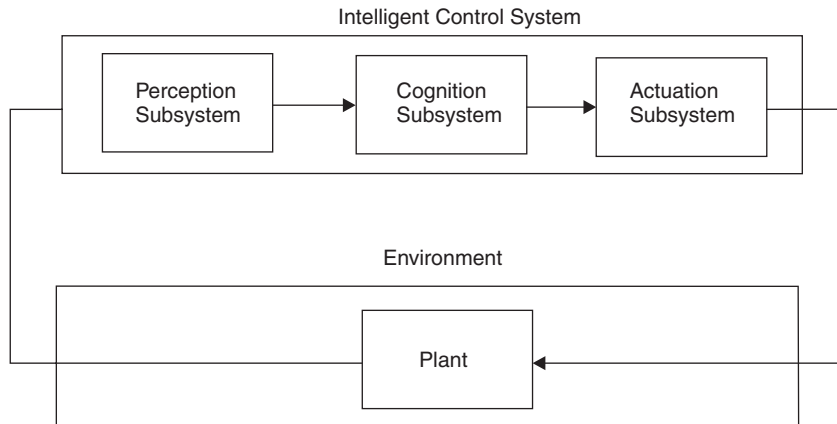 Intelligent Control System
Perception
Subsystem
Cognition
Subsystem
Actuation
Subsystem
Environment
Plant